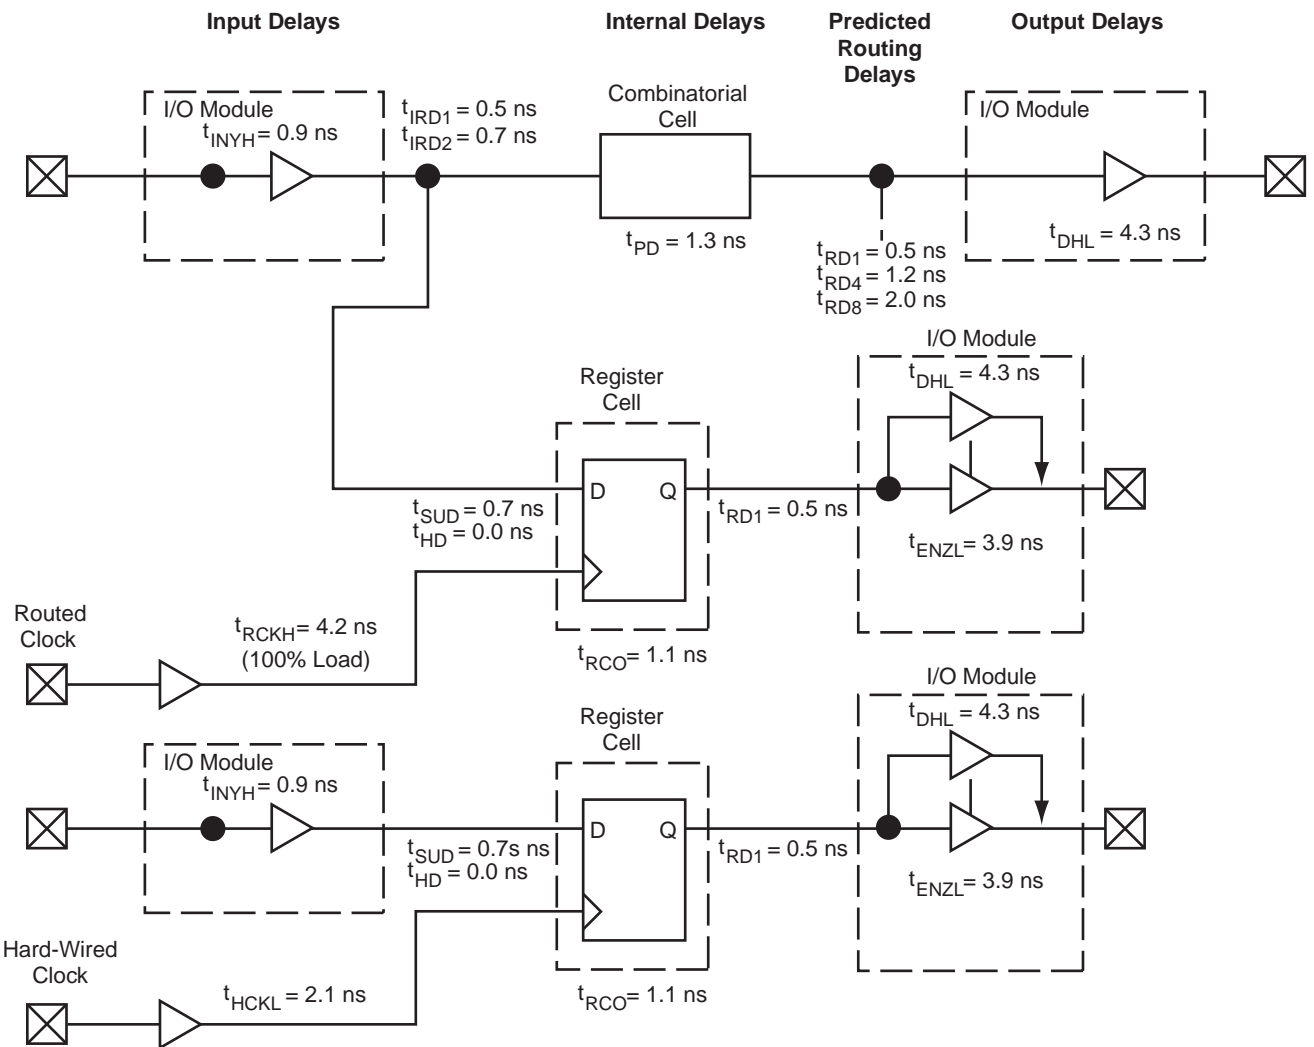 Input Delays
Internal Delays
Predicted
Routing
Delays
Output Delays
I/O Module
tINYH = 0.9 ns
tIRD1 = 0.5 ns
tIRD2 = 0.7 ns
Combinatorial
Cell
tPD = 1.3 ns
tRD1 = 0.5 ns
tRD4 = 1.2 ns
tRD8 = 2.0 ns
I/O Module
tDHL = 4.3 ns
Register
Cell
D
Q
tSUD = 0.7 ns
tHD = 0.0 ns
tRD1 = 0.5 ns
I/O Module
tDHL = 4.3 ns
tENZL = 3.9 ns
Routed
Clock
tRCKH = 4.2 ns
(100% Load)
tRCO = 1.1 ns
I/O Module
tINYH = 0.9 ns
Register
Cell
D
Q
tSUD = 0.7s ns
tHD = 0.0 ns
tRD1 = 0.5 ns
I/O Module
tDHL = 4.3 ns
tENZL = 3.9 ns
Hard-Wired
Clock
tHCKL = 2.1 ns
tRCO = 1.1 ns